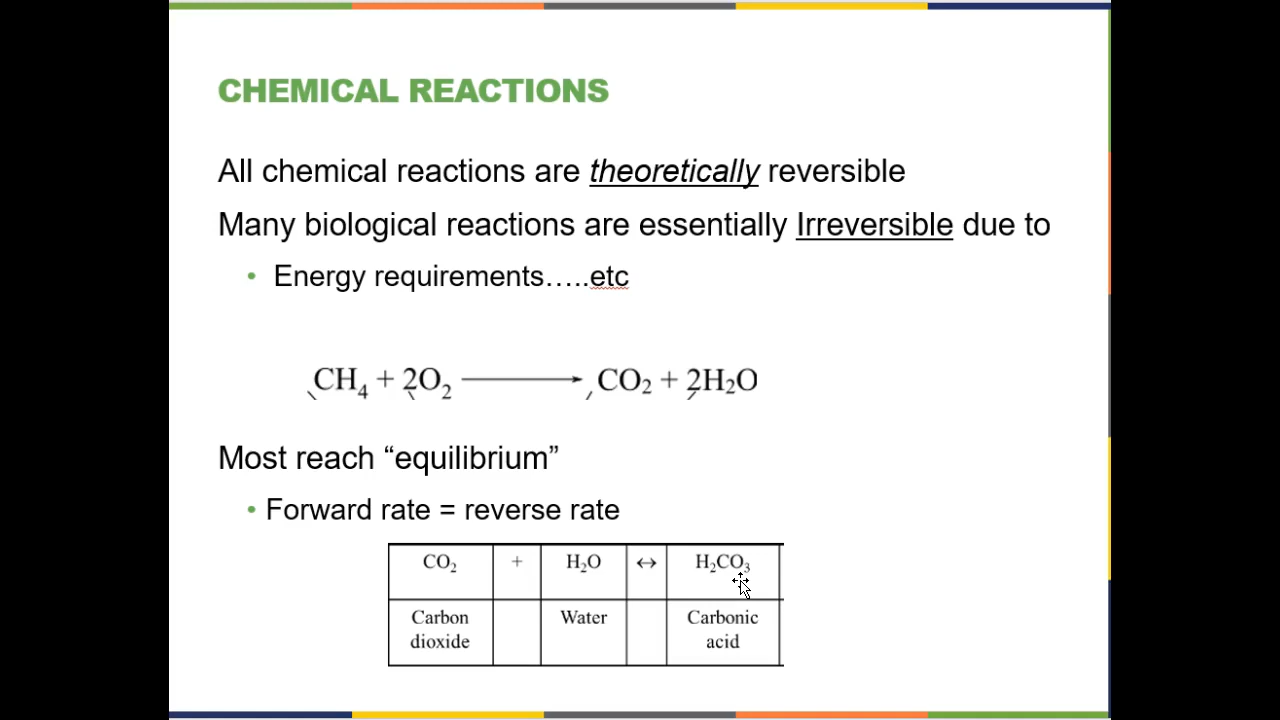 CHEMICAL REACTIONS
All chemical reactions are theoretically reversible
Many biological reactions are essentially Irreversible due to
• Energy requirements.....etc
CH₄ + 2O₂ ⟶ CO₂ + 2H₂O
Most reach “equilibrium”
• Forward rate = reverse rate
CO₂ + H₂O ↔ H₂CO₃
Carbon dioxide Water Carbonic acid